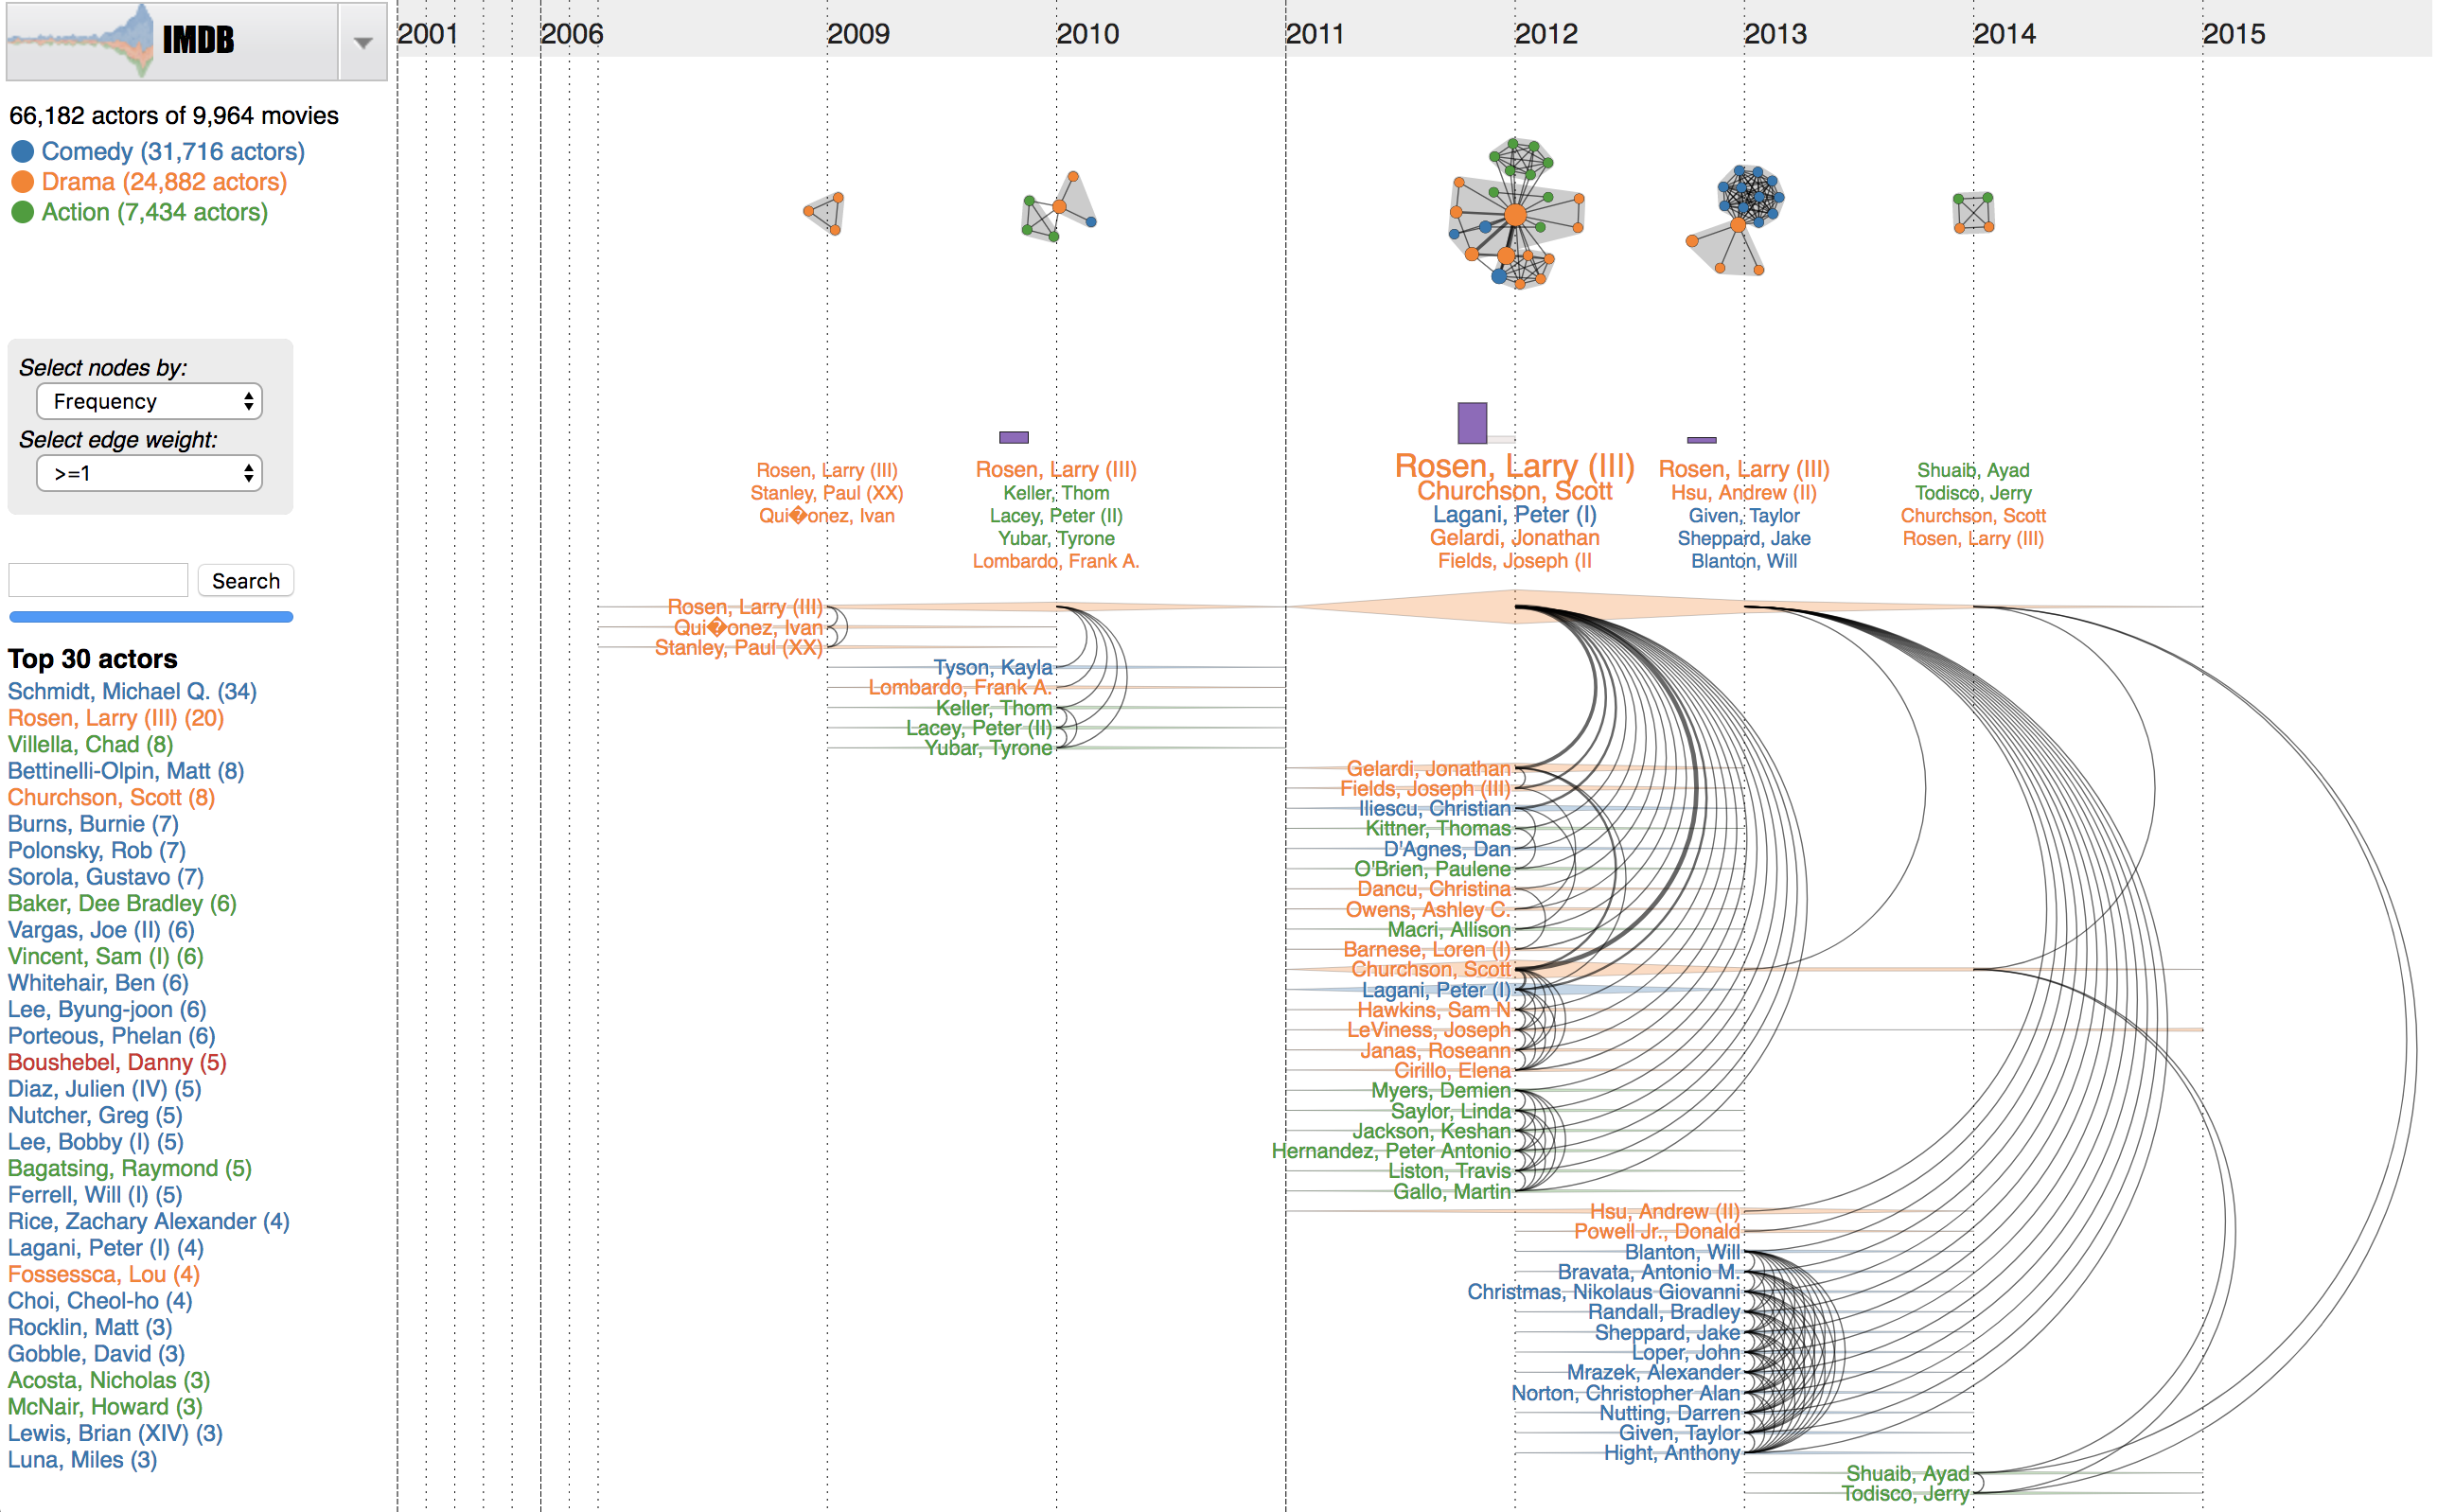 IMDB
2001 2006 2009 2010 2011 2012 2013 2014 2015
66,182 actors of 9,964 movies
Comedy (31,716 actors)
Drama (24,882 actors)
Action (7,434 actors)
Select nodes by:
Frequency
Select edge weight:
>=1
Search
Top 30 actors
Schmidt, Michael Q. (34)
Rosen, Larry (III) (20)
Villella, Chad (8)
Bettinelli-Olpin, Matt (8)
Churchson, Scott (8)
Burns, Burnie (7)
Polonsky, Rob (7)
Sorola, Gustavo (7)
Baker, Dee Bradley (6)
Vargas, Joe (II) (6)
Vincent, Sam (I) (6)
Whitehair, Ben (6)
Lee, Byung-joon (6)
Porteous, Phelan (6)
Boushebel, Danny (5)
Diaz, Julien (IV) (5)
Nutcher, Greg (5)
Lee, Bobby (I) (5)
Bagatsing, Raymond (5)
Ferrell, Will (I) (5)
Rice, Zachary Alexander (4)
Lagani, Peter (I) (4)
Fossessca, Lou (4)
Choi, Cheol-ho (4)
Rocklin, Matt (3)
Gobble, David (3)
Acosta, Nicholas (3)
McNair, Howard (3)
Lewis, Brian (XIV) (3)
Luna, Miles (3)
Rosen, Larry (III)
Stanley, Paul (XX)
Qui�onez, Ivan
Rosen, Larry (III)
Keller, Thom
Lacey, Peter (II)
Yubar, Tyrone
Lombardo, Frank A.
Rosen, Larry (III)
Churchson, Scott
Lagani, Peter (I)
Gelardi, Jonathan
Fields, Joseph (II
Rosen, Larry (III)
Hsu, Andrew (II)
Given, Taylor
Sheppard, Jake
Blanton, Will
Shuaib, Ayad
Todisco, Jerry
Churchson, Scott
Rosen, Larry (III)
Rosen, Larry (III)
Qui�onez, Ivan
Stanley, Paul (XX)
Tyson, Kayla
Lombardo, Frank A.
Keller, Thom
Lacey, Peter (II)
Yubar, Tyrone
Gelardi, Jonathan
Fields, Joseph (III)
Iliescu, Christian
Kittner, Thomas
D'Agnes, Dan
O'Brien, Paulene
Dancu, Christina
Owens, Ashley C.
Macri, Allison
Barnese, Loren (I)
Churchson, Scott
Lagani, Peter (I)
Hawkins, Sam N
LeViness, Joseph
Janas, Roseann
Cirillo, Elena
Myers, Demien
Saylor, Linda
Jackson, Keshan
Hernandez, Peter Antonio
Liston, Travis
Gallo, Martin
Hsu, Andrew (II)
Powell Jr., Donald
Blanton, Will
Bravata, Antonio M.
Christmas, Nikolaus Giovanni
Randall, Bradley
Sheppard, Jake
Loper, John
Mrazek, Alexander
Norton, Christopher Alan
Nutting, Darren
Given, Taylor
Hight, Anthony
Shuaib, Ayad
Todisco, Jerry